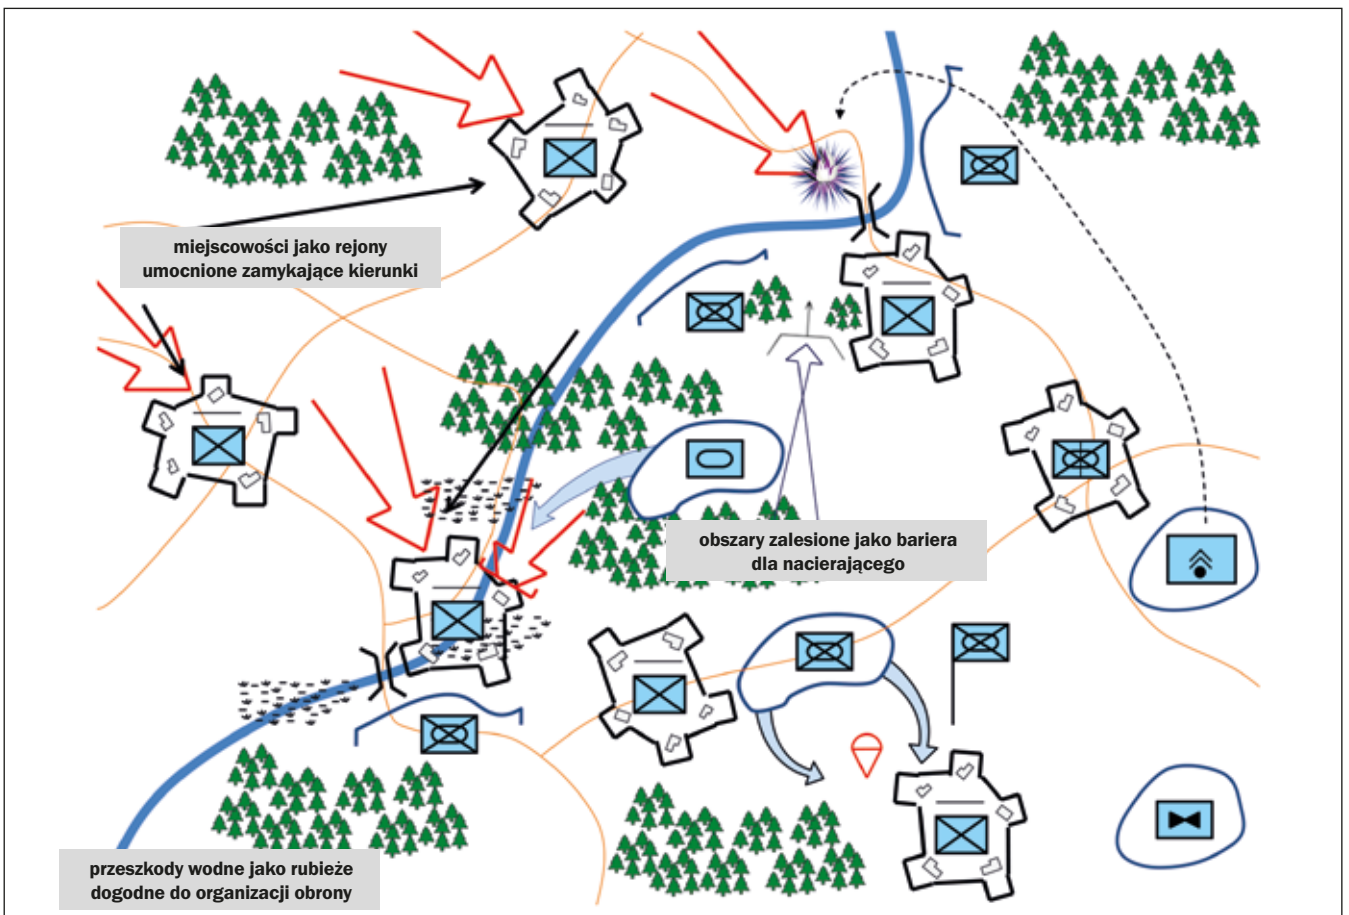 miejscowości jako rejony
umocnione zamykające kierunki
obszary zalesione jako bariera
dla nacierającego
przeszkody wodne jako rubieże
dogodne do organizacji obrony